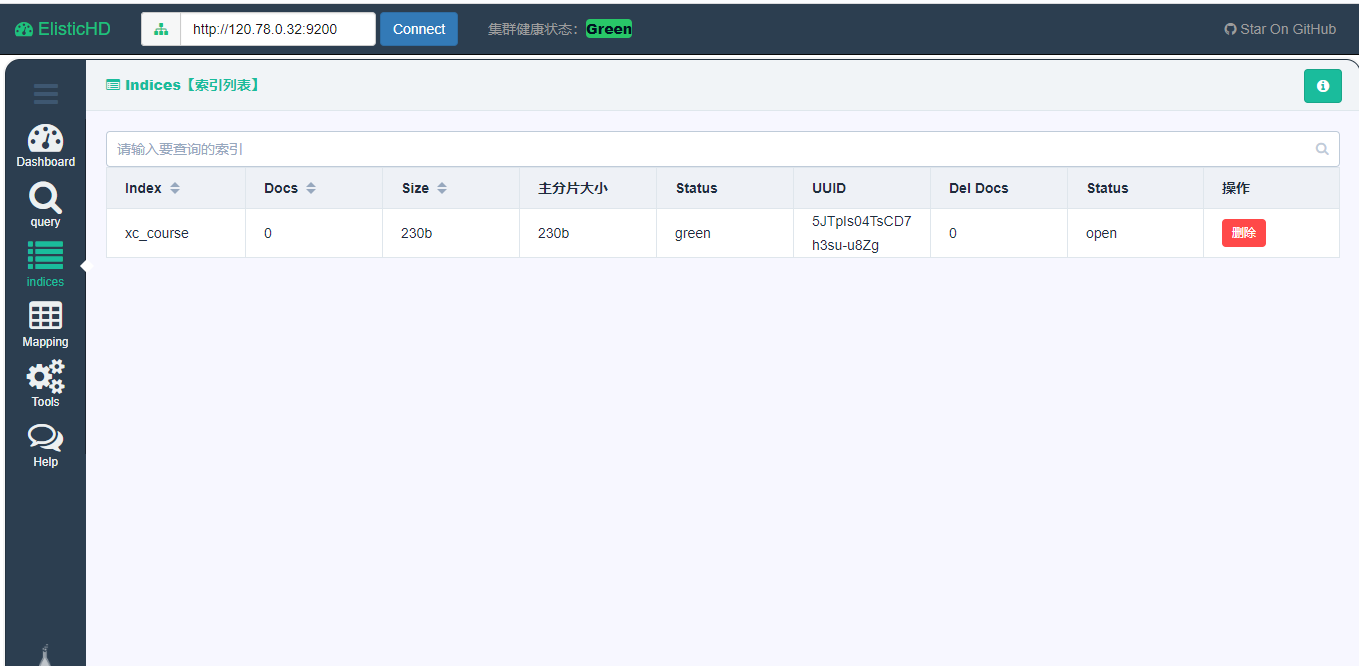 ElisticHD
http://120.78.0.32:9200
Connect
集群健康状态：Green
Star On GitHub
Indices【索引列表】
Dashboard
query
indices
Mapping
Tools
Help
请输入要查询的索引
Index Docs Size 主分片大小 Status UUID Del Docs Status 操作
xc_course 0 230b 230b green 5JTpIs04TsCD7 0 open 删除
h3su-u8Zg